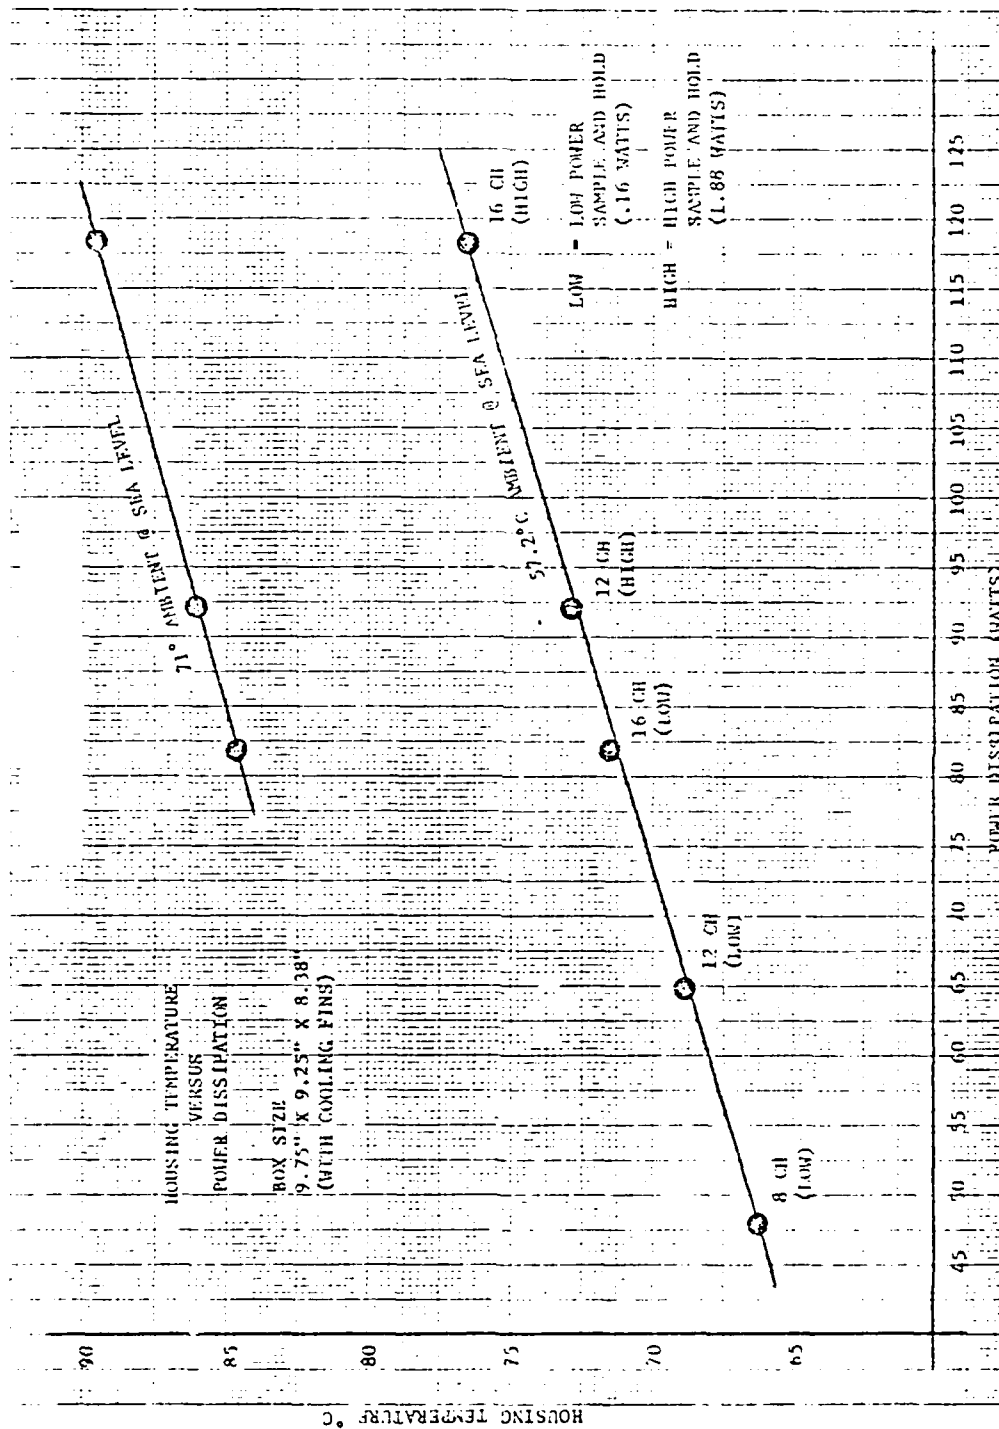 HOUSING TEMPERATURE
VERSUS
POWER DISSIPATION
BOX SIZE
9.75" X 9.25" X 8.38"
(WITH COOLING FINS)
71° AMBIENT @ SEA LEVEL
57.2°C AMBIENT @ SEA LEVEL
8 CH
(LOW)
12 CH
(LOW)
16 CH
(LOW)
12 CH
(HIGH)
16 CH
(HIGH)
LOW = LOW POWER
SAMPLE AND HOLD
(.16 WATTS)
HIGH = HIGH POWER
SAMPLE AND HOLD
(1.88 WATTS)
HOUSING TEMPERATURE °C
90
85
80
75
70
65
45
55
60
65
70
75
80
85
90
95
100
105
110
115
120
125
POWER DISSIPATION (WATTS)